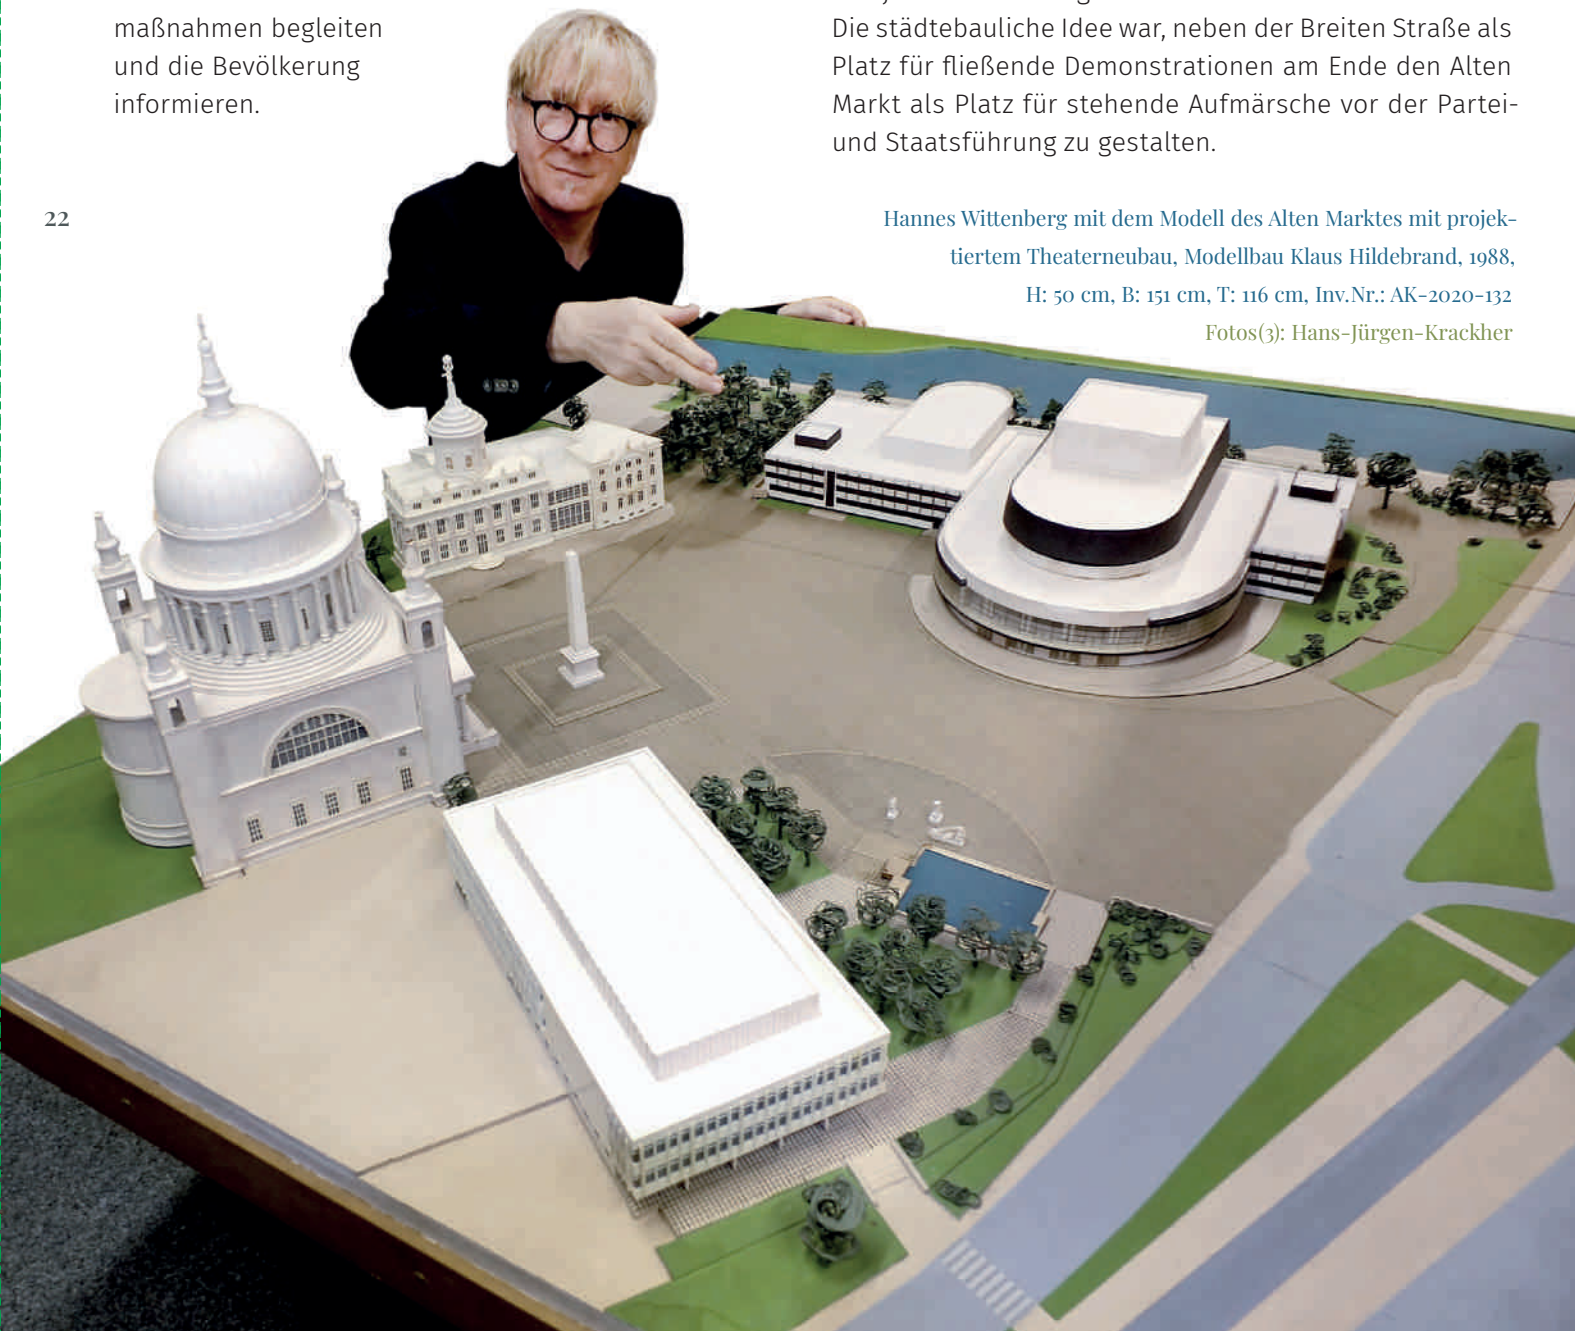 maßnahmen begleiten
und die Bevölkerung
informieren.
Die städtebauliche Idee war, neben der Breiten Straße als
Platz für fließende Demonstrationen am Ende den Alten
Markt als Platz für stehende Aufmärsche vor der Partei-
und Staatsführung zu gestalten.
22
Hannes Wittenberg mit dem Modell des Alten Marktes mit projek-
tiertem Theaterneubau, Modellbau Klaus Hildebrand, 1988,
H: 50 cm, B: 151 cm, T: 116 cm, Inv.Nr.: AK-2020-132
Fotos(3): Hans-Jürgen-Krackher